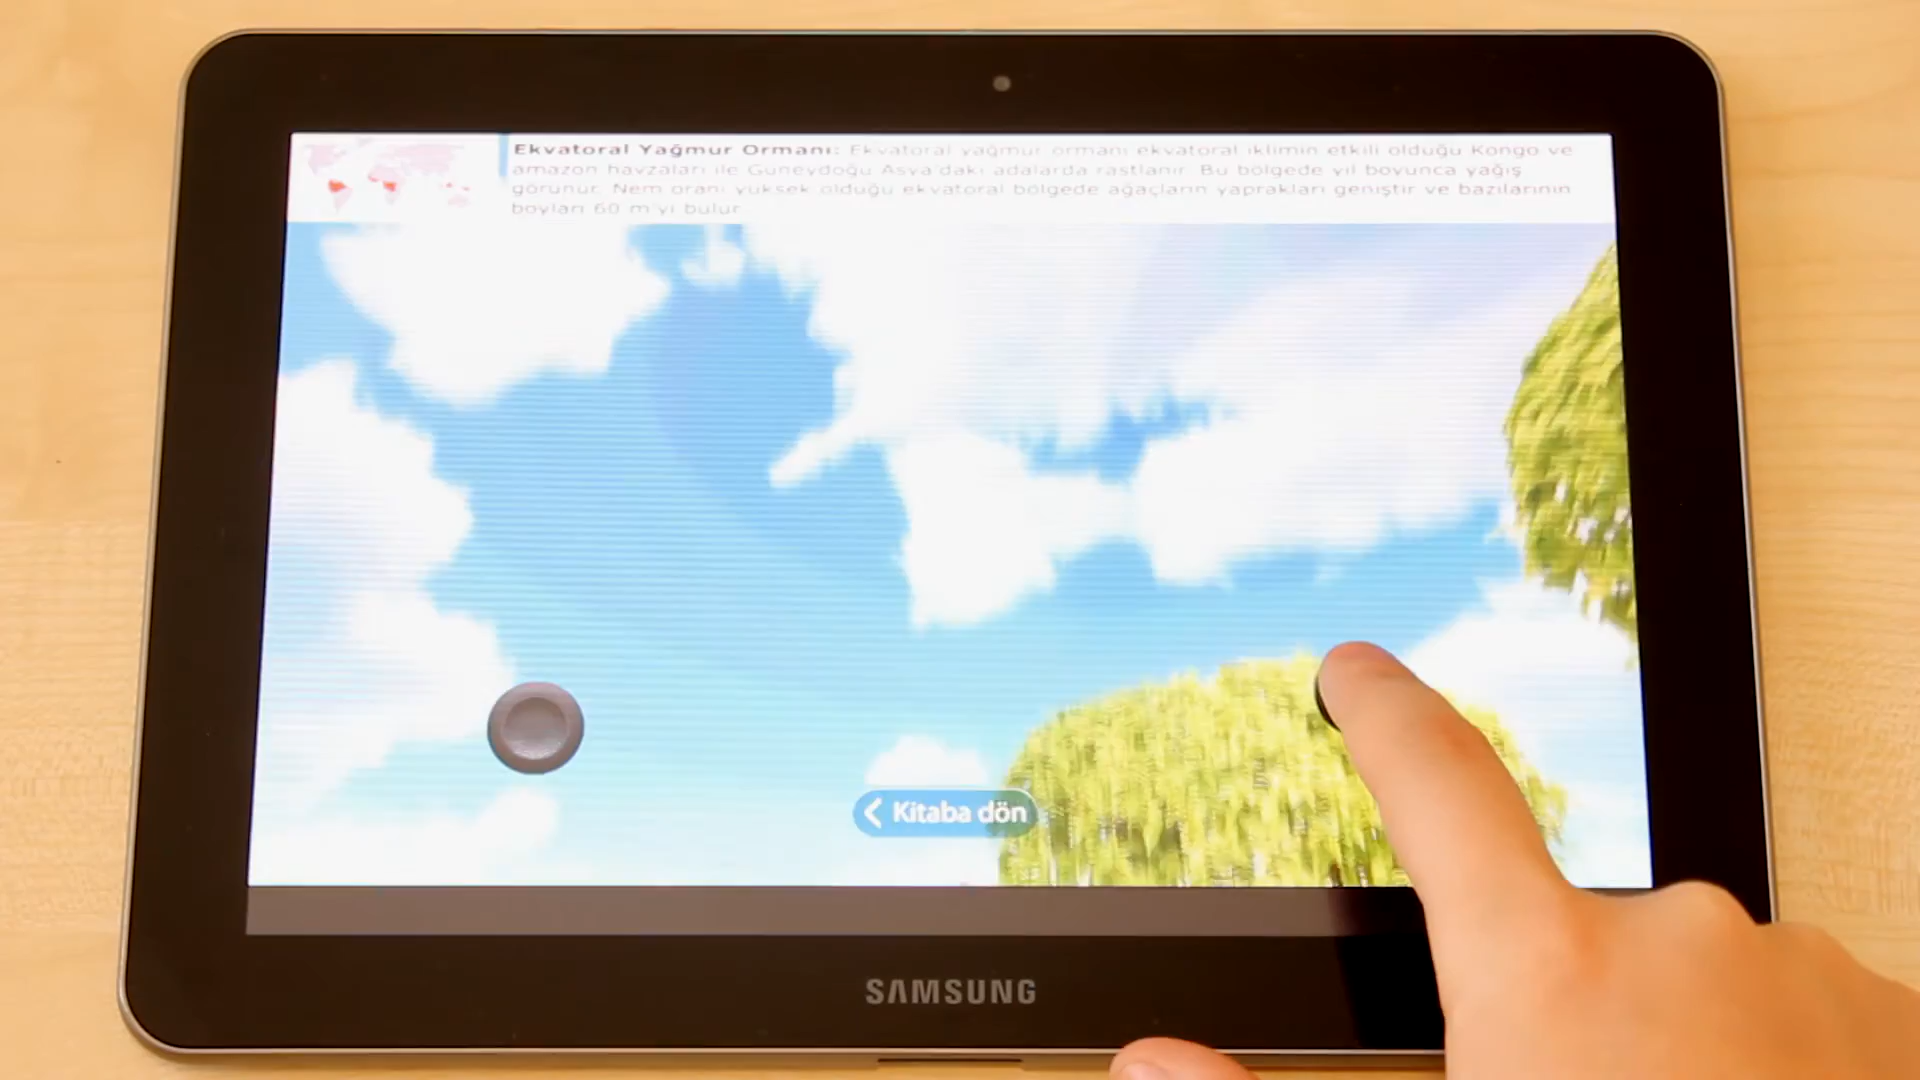 Ekvatoral Yağmur Ormanı: Ekvatoral yağmur ormanı ekvatoral iklimin etkili olduğu Kongo ve
amazon havzaları ile Güneydoğu Asya'daki adalarda rastlanır. Bu bölgede yıl boyunca yağış
görünür. Nem oranı yüksek olduğu ekvatoral bölgede ağaçların yaprakları geniştir ve bazılarının
boyları 60 m'yi bulur.
Kitaba dön
SAMSUNG